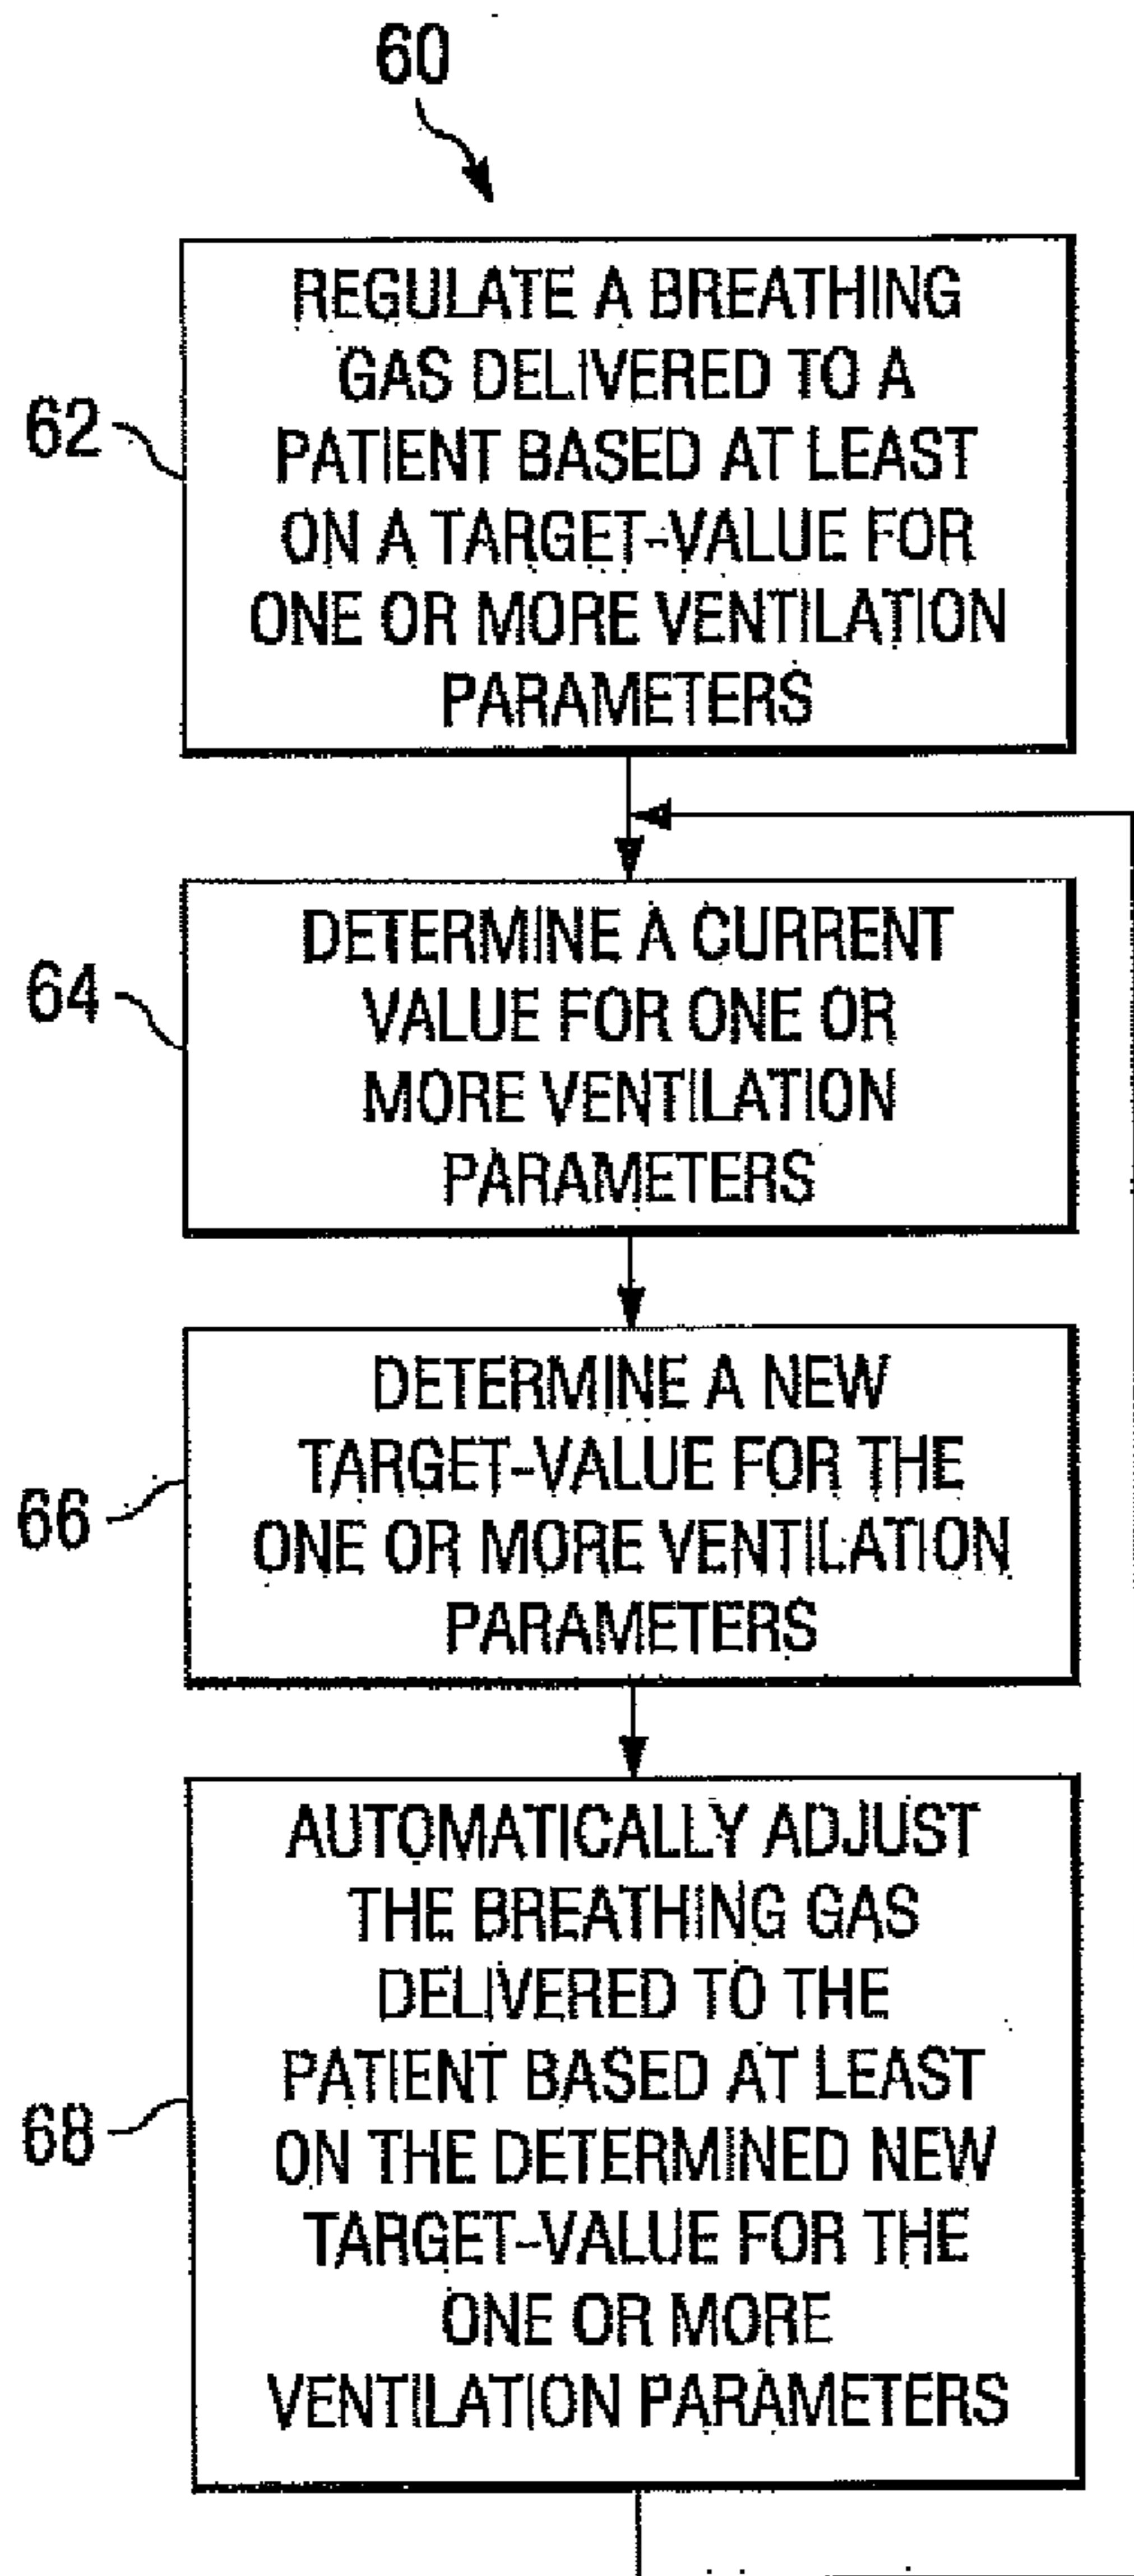 60
62
REGULATE A BREATHING
GAS DELIVERED TO A
PATIENT BASED AT LEAST
ON A TARGET-VALUE FOR
ONE OR MORE VENTILATION
PARAMETERS
64
DETERMINE A CURRENT
VALUE FOR ONE OR
MORE VENTILATION
PARAMETERS
66
DETERMINE A NEW
TARGET-VALUE FOR THE
ONE OR MORE VENTILATION
PARAMETERS
68
AUTOMATICALLY ADJUST
THE BREATHING GAS
DELIVERED TO THE
PATIENT BASED AT LEAST
ON THE DETERMINED NEW
TARGET-VALUE FOR THE
ONE OR MORE
VENTILATION PARAMETERS